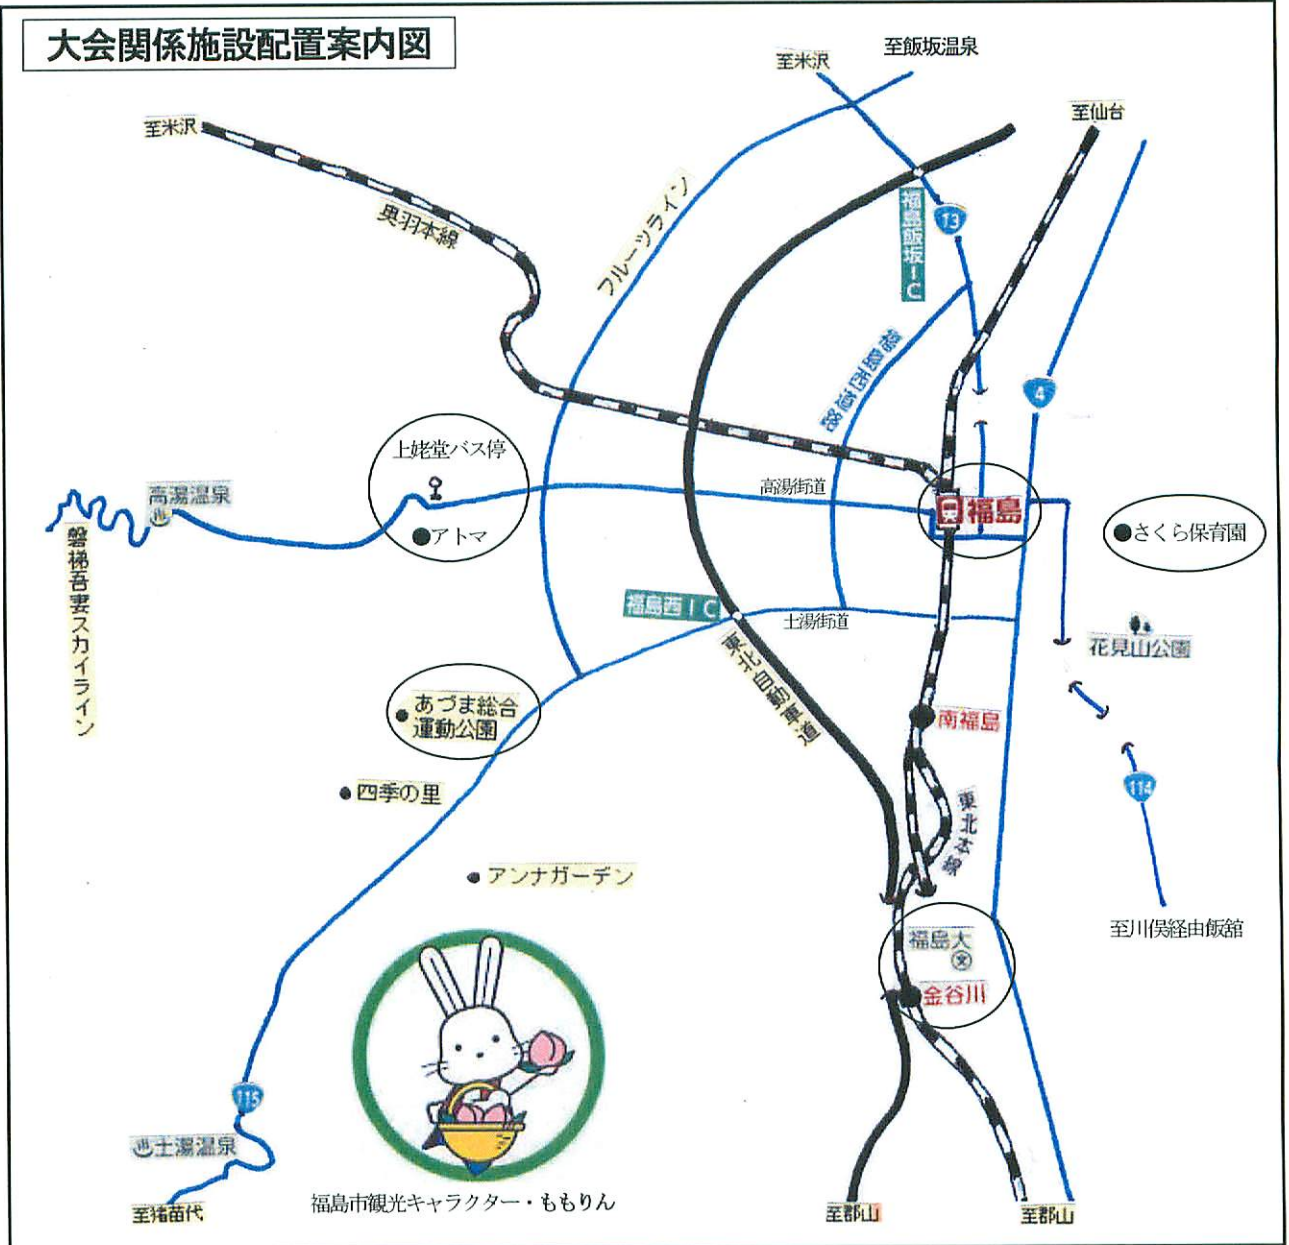 大会関係施設配置案内図
至米沢
至飯坂温泉
至米沢
至仙台
奥羽本線
フルーツライン
福島飯坂IC
13
福島西道路
4
上姥堂バス停
アトマ
高湯温泉
磐梯吾妻スカイライン
高湯街道
福島
さくら保育園
福島西IC
土湯街道
花見山公園
東北自動車道
あづま総合
運動公園
南福島
四季の里
東北本線
114
アンナガーデン
至川俣経由飯舘
福島大
文
金谷川
115
土湯温泉
至猪苗代
福島市観光キャラクター・ももりん
至郡山
至郡山